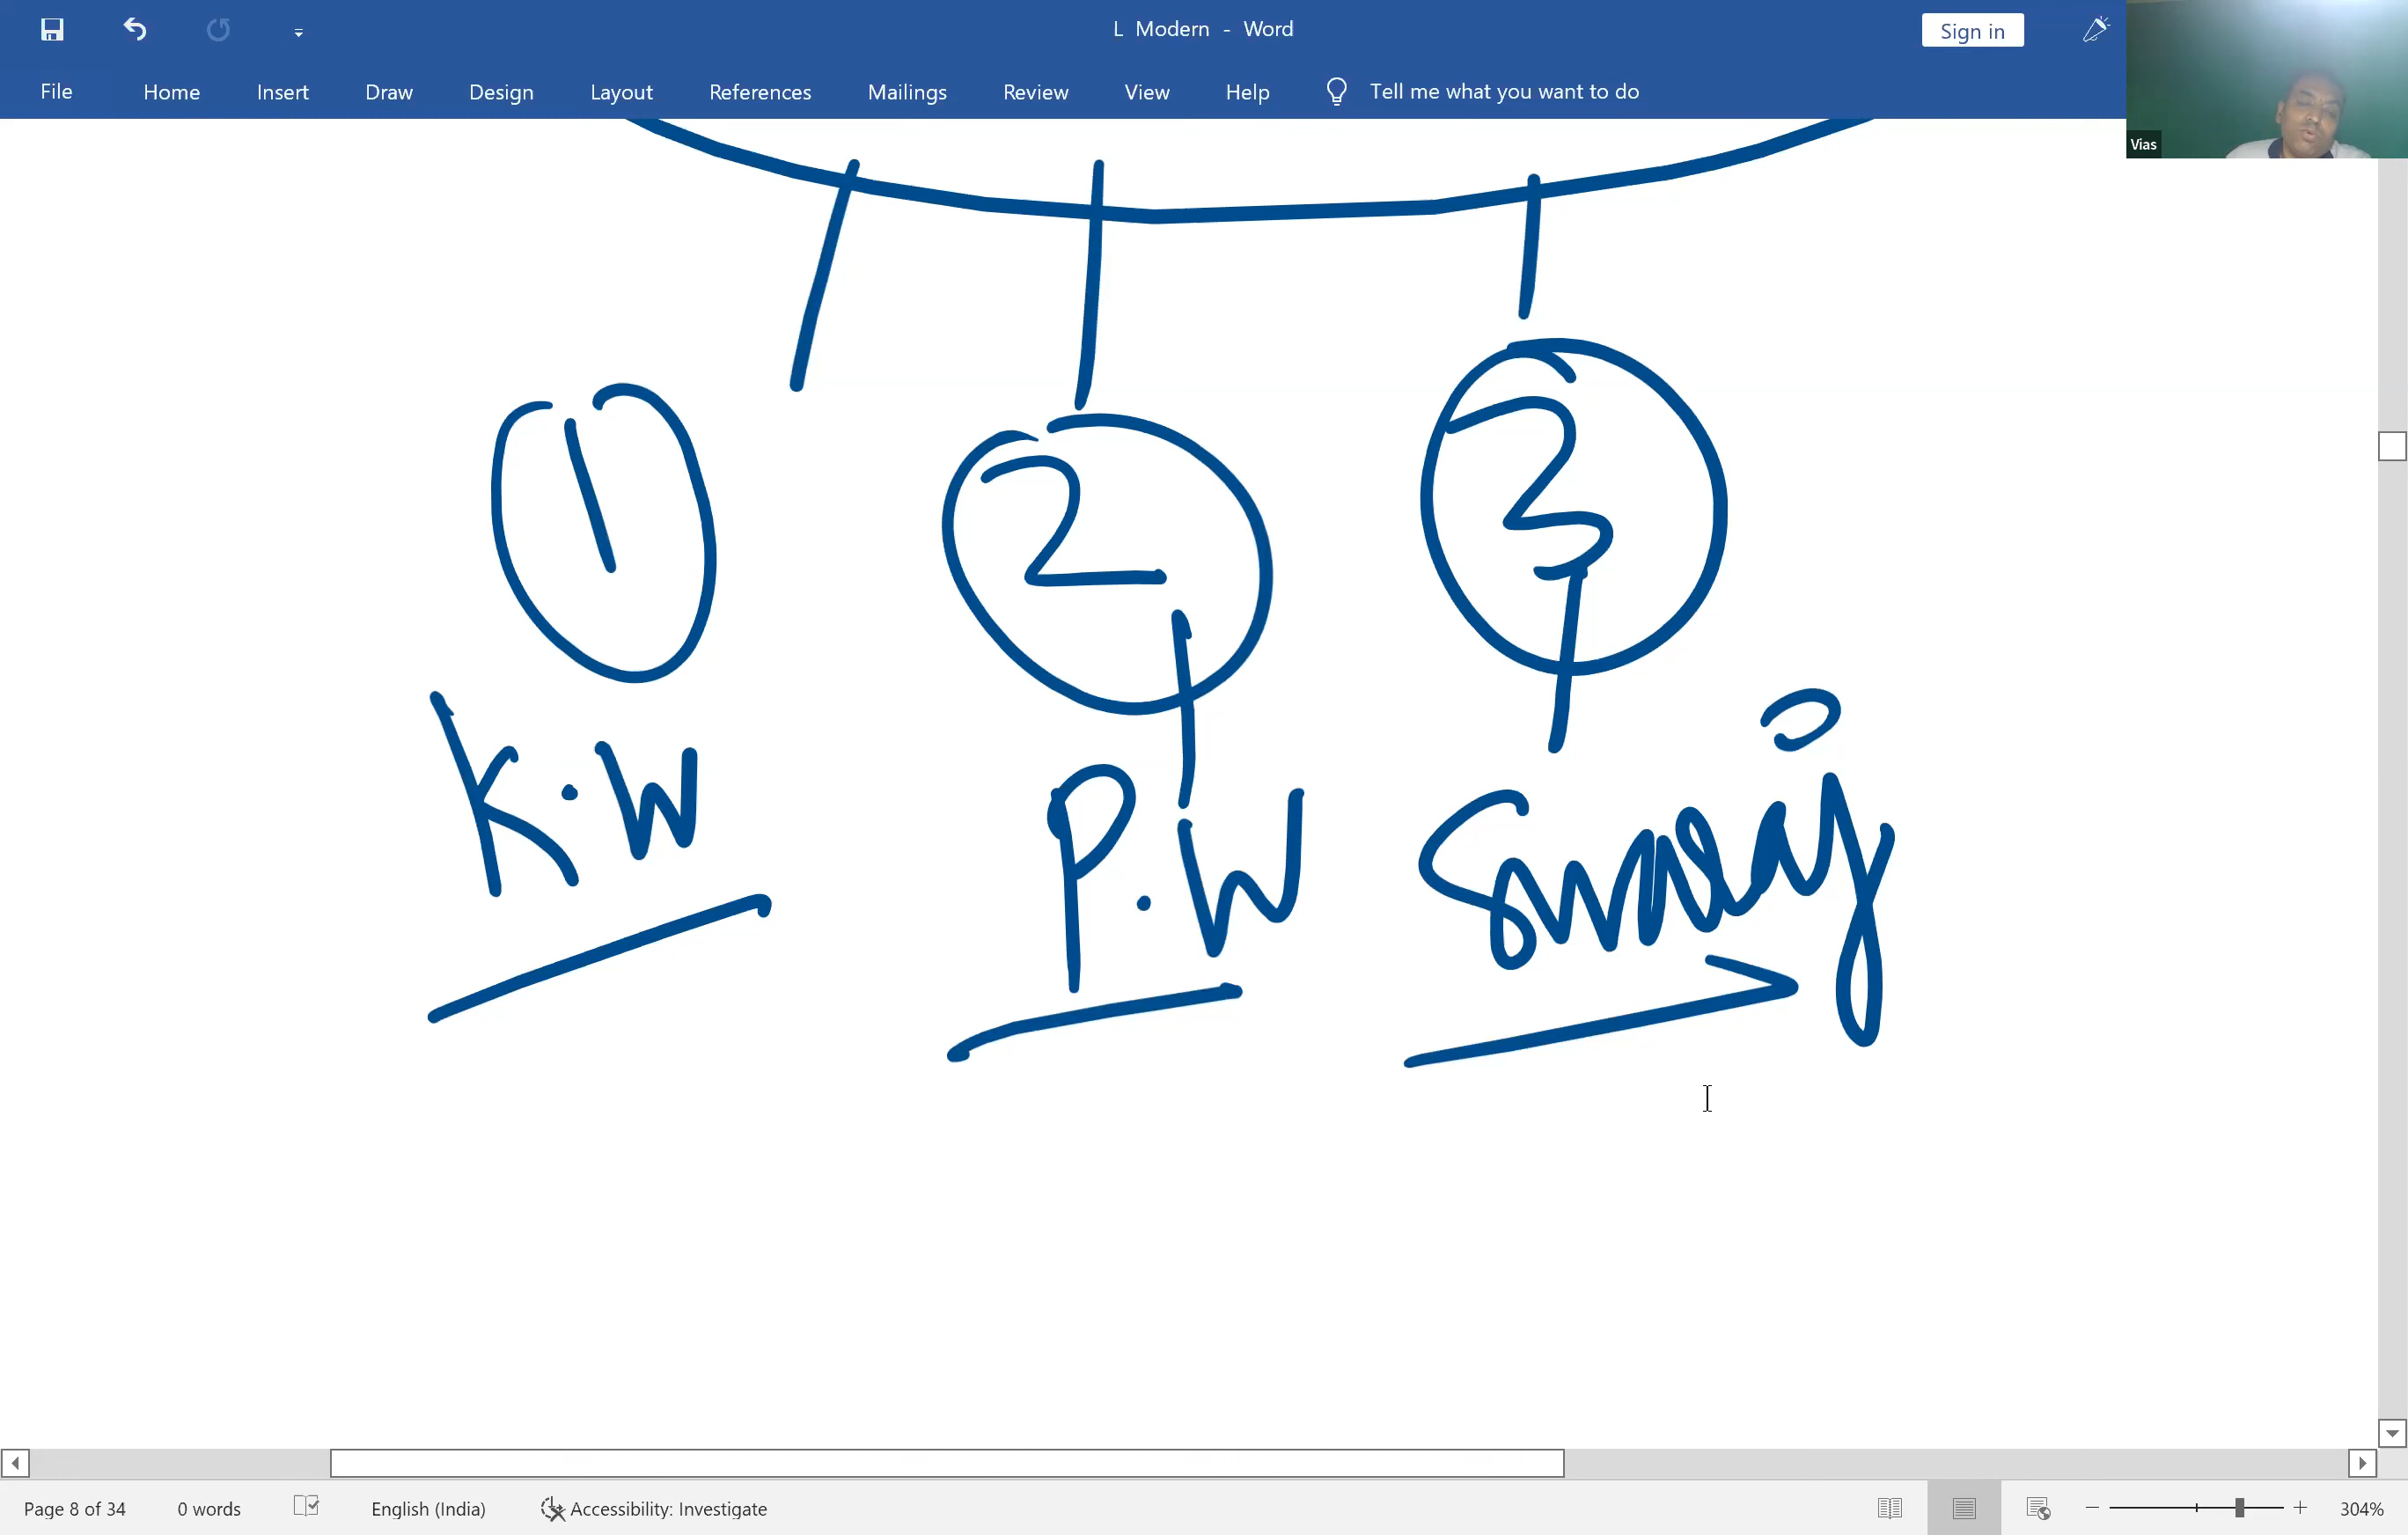 L Modern - Word
Sign in
File Home Insert Draw Design Layout References Mailings Review View Help Tell me what you want to do
Vias
1 2 3
K.W P.W Swaraj
Page 8 of 34 0 words English (India) Accessibility: Investigate 304%